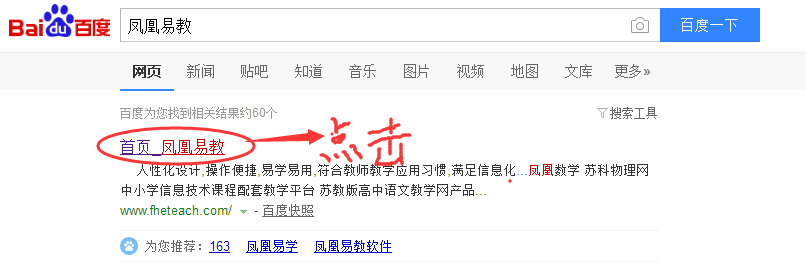 Bai du 百度 凤凰易教 百度一下
网页 新闻 贴吧 知道 音乐 图片 视频 地图 文库 更多»
百度为您找到相关结果约60个 搜索工具
首页_凤凰易教 点击
人性化设计,操作便捷,易学易用,符合教师教学应用习惯,满足信息化...凤凰数学 苏科物理网
中小学信息技术课程配套教学平台 苏教版高中语文教学网产品...
www.fheteach.com/ - 百度快照
为您推荐: 163 凤凰易学 凤凰易教软件